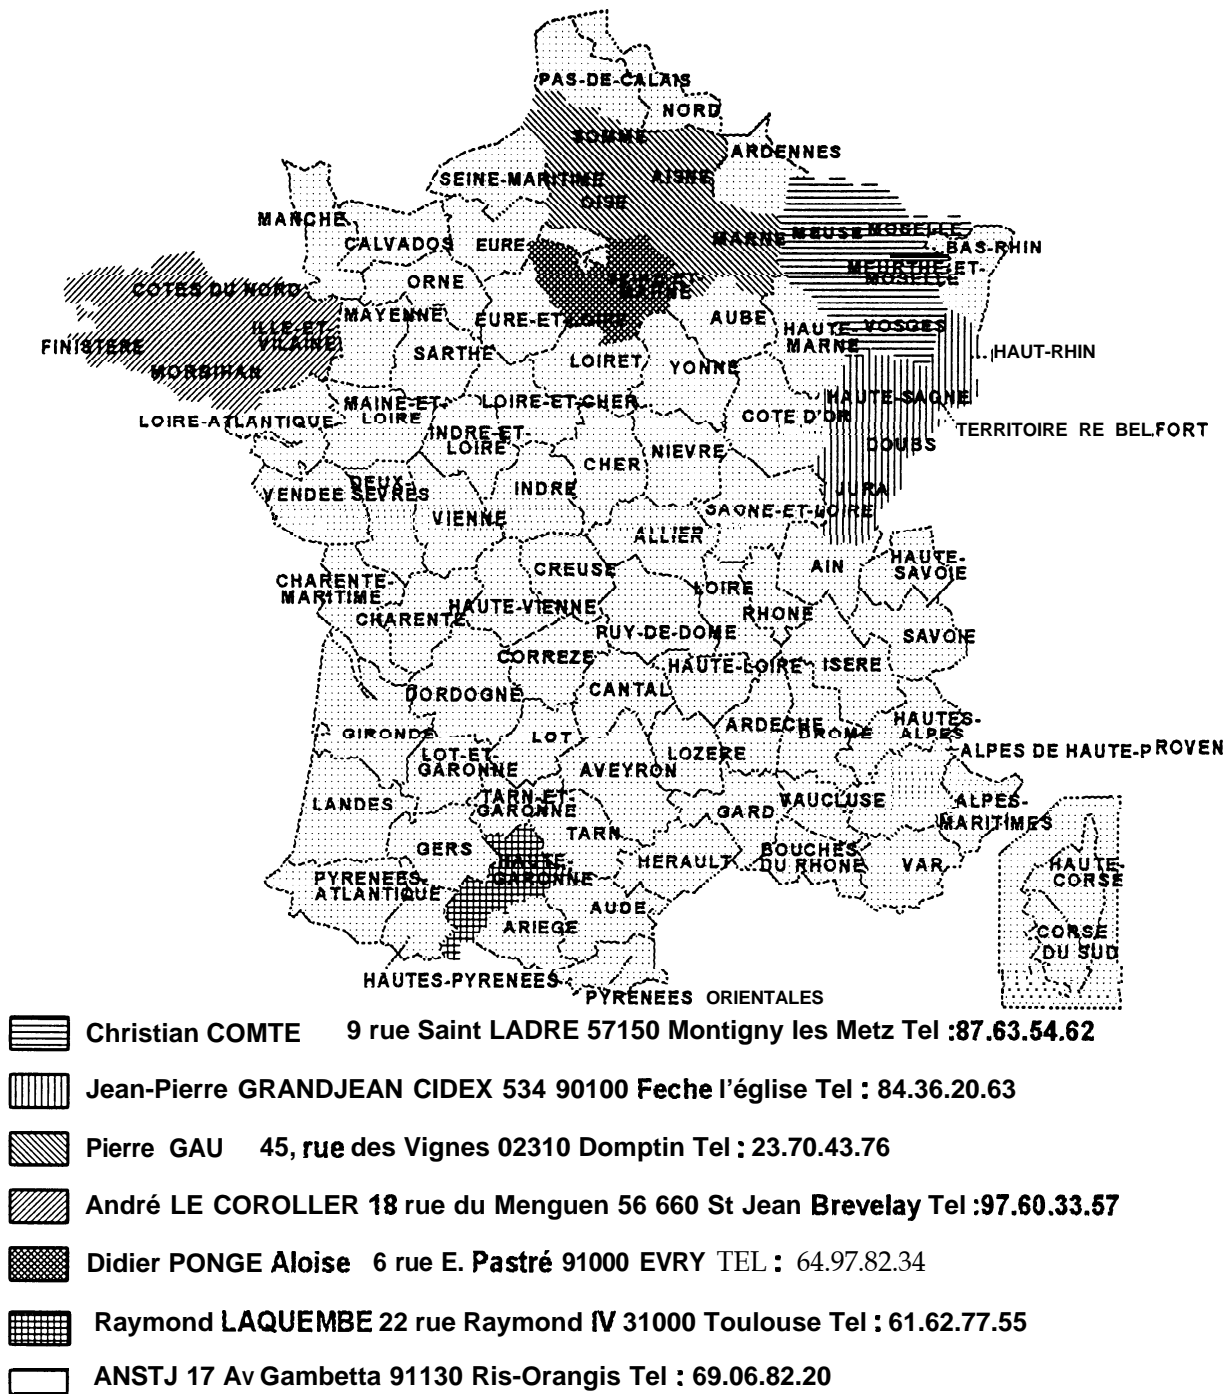 PAS-DE-CALAIS
NORD
SOMME
ARDENNES
SEINE-MARITIME
AISNE
OISE
MANCHE
CALVADOS
EURE
MARNE
MEUSE
MOSELLE
BAS-RHIN
MEURTHE-ET-
MOSELLE
COTES DU NORD
ORNE
SEINE-ET-
MARNE
MAYENNE
EURE-ET-LOIRE
AUBE
HAUTE-
MARNE
VOSGES
FINISTERE
ILLE-ET-
VILAINE
SARTHE
LOIRET
YONNE
HAUT-RHIN
MORBIHAN
LOIRE-ATLANTIQUE
MAINE-ET-
LOIRE
LOIRE-ET-CHER
COTE D'OR
HAUTE-SAONE
TERRITOIRE RE BELFORT
INDRE-ET
LOIRE
CHER
NIEVRE
DOUBS
VENDEE
DEUX-
SEVRES
INDRE
JURA
VIENNE
SAONE-ET-LOIRE
ALLIER
CHARENTE-
MARITIME
CREUSE
AIN
HAUTE-
SAVOIE
CHARENTE
HAUTE-VIENNE
LOIRE
RHONE
RUY-DE-DOME
SAVOIE
CORREZE
HAUTE-LOIRE
ISERE
DORDOGNE
CANTAL
ARDECHE
DROME
HAUTES-
ALPES
GIRONDE
LOT
LOT-ET-
GARONNE
AVEYRON
LOZERE
ALPES DE HAUTE-PROVEN
LANDES
TARN-ET-
GARONNE
TARN
GARD
VAUCLUSE
ALPES-
MARITIMES
GERS
HAUTE-
GARONNE
HERAULT
BOUCHES
DU RHONE
VAR
HAUTE-
CORSE
PYRENEES-
ATLANTIQUE
AUDE
ARIEGE
CORSE
DU SUD
HAUTES-PYRENEES
PYRENEES ORIENTALES
Christian COMTE 9 rue Saint LADRE 57150 Montigny les Metz Tel :87.63.54.62
Jean-Pierre GRANDJEAN CIDEX 534 90100 Feche l'église Tel : 84.36.20.63
Pierre GAU 45, rue des Vignes 02310 Domptin Tel : 23.70.43.76
André LE COROLLER 18 rue du Menguen 56 660 St Jean Brevelay Tel :97.60.33.57
Didier PONGE Aloise 6 rue E. Pastré 91000 EVRY TEL : 64.97.82.34
Raymond LAQUEMBE 22 rue Raymond IV 31000 Toulouse Tel : 61.62.77.55
ANSTJ 17 Av Gambetta 91130 Ris-Orangis Tel : 69.06.82.20